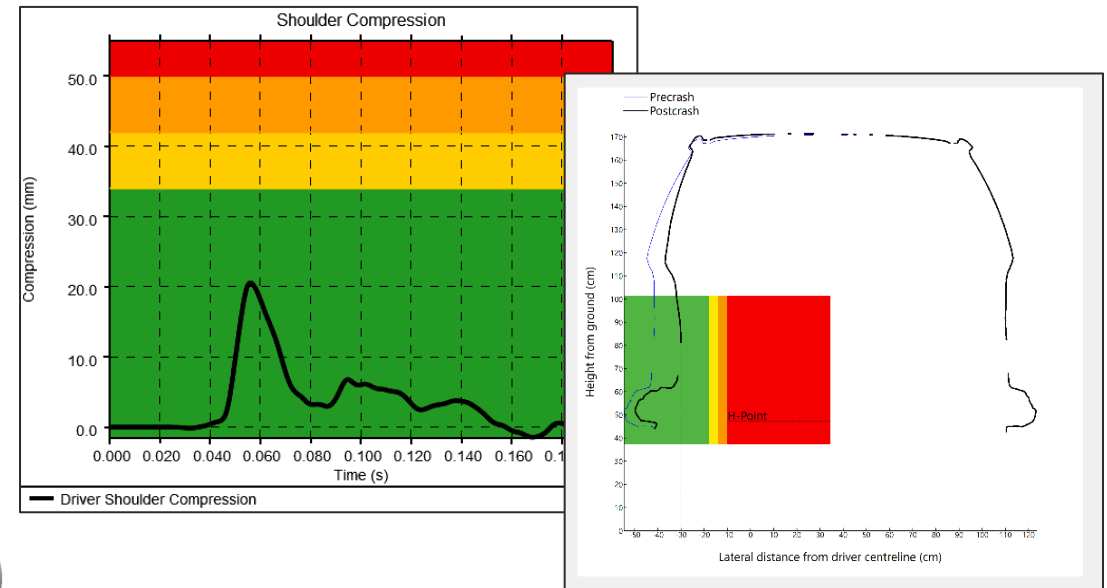 Shoulder Compression
50.0
40.0
30.0
20.0
10.0
0.0
Compression (mm)
0.000 0.020 0.040 0.060 0.080 0.100 0.120 0.140 0.160 0.1
Time (s)
Driver Shoulder Compression
Precrash
Postcrash
170
160
150
140
130
120
110
100
90
80
70
60
50
40
30
20
10
0
Height from ground (cm)
H-Point
50 40 30 20 10 0 10 20 30 40 50 60 70 80 90 100 110 120
Lateral distance from driver centreline (cm)